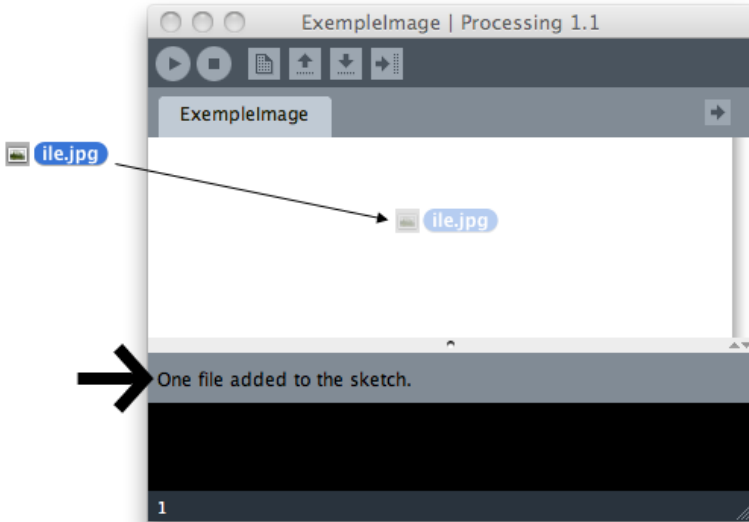 ExempleImage | Processing 1.1
ExempleImage
ile.jpg
ile.jpg
One file added to the sketch.
1